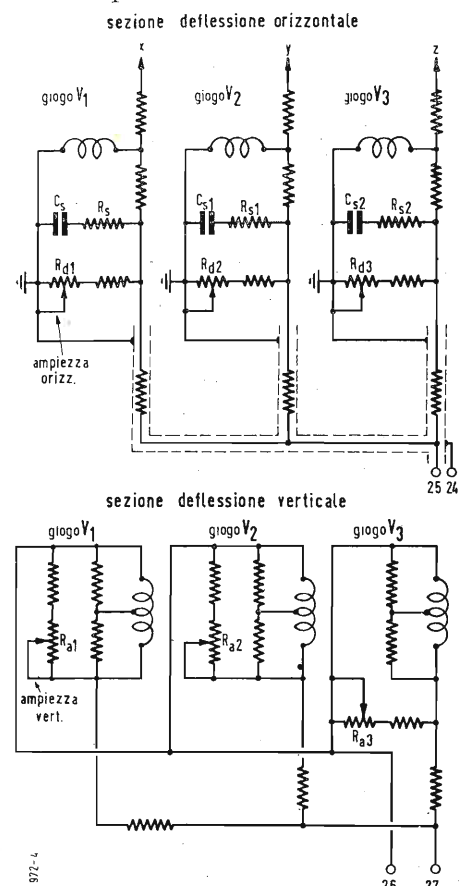 sezione deflessione orizzontale
x y z
giogo V1 giogo V2 giogo V3
Cs Rs Cs1 Rs1 Cs2 Rs2
Rd1 Rd2 Rd3
ampiezza
orizz.
25 24
sezione deflessione verticale
giogo V1 giogo V2 giogo V3
Ra1 Ra2
ampiezza
vert.
Ra3
972-4
26 27